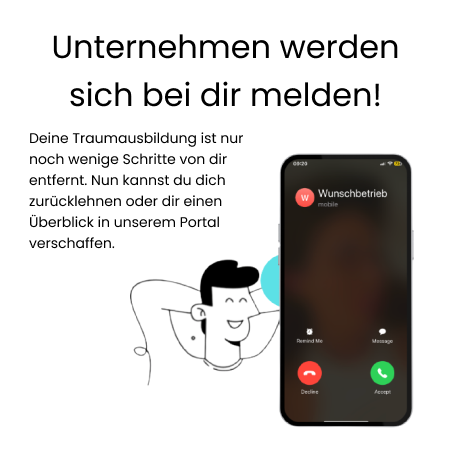 Unternehmen werden
sich bei dir melden!
Deine Traumausbildung ist nur
noch wenige Schritte von dir
entfernt. Nun kannst du dich
zurücklehnen oder dir einen
Überblick in unserem Portal
verschaffen.
09:29
W
Wunschbetrieb
mobile
Remind Me
Message
Decline
Accept